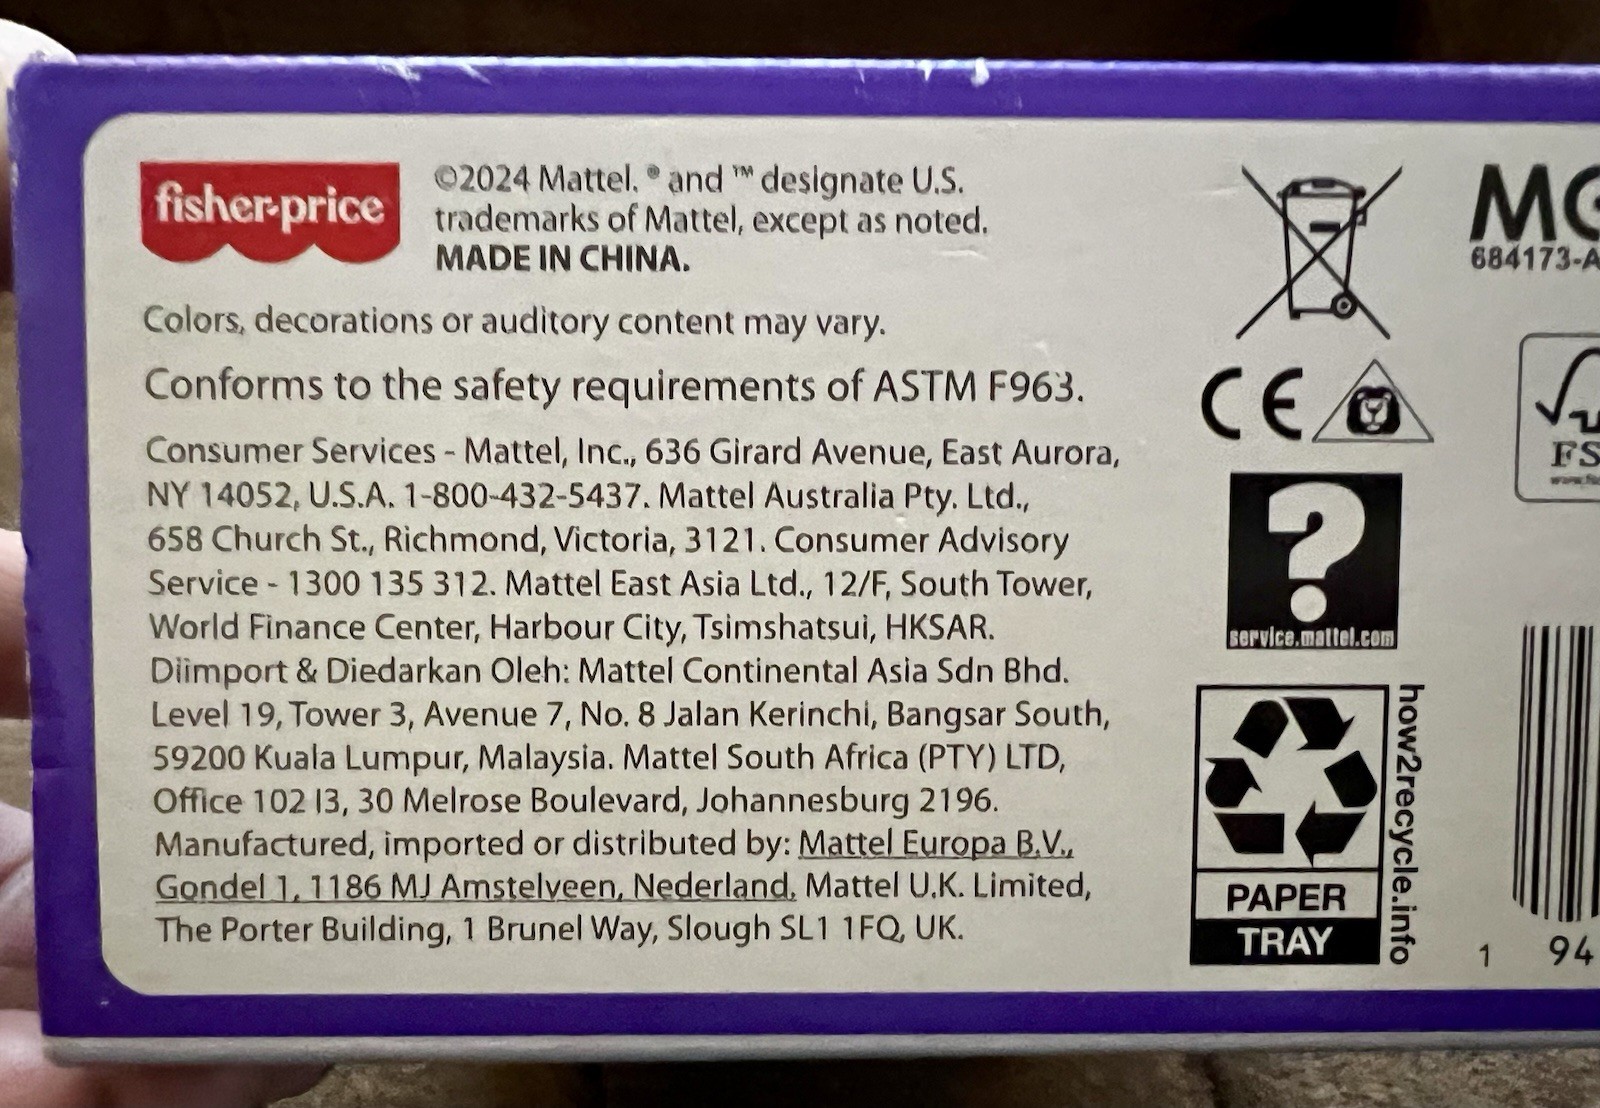 fisher-price
©2024 Mattel. ® and ™ designate U.S.
trademarks of Mattel, except as noted.
MADE IN CHINA.
Colors, decorations or auditory content may vary.
Conforms to the safety requirements of ASTM F963.
Consumer Services - Mattel, Inc., 636 Girard Avenue, East Aurora,
NY 14052, U.S.A. 1-800-432-5437. Mattel Australia Pty. Ltd.,
658 Church St., Richmond, Victoria, 3121. Consumer Advisory
Service - 1300 135 312. Mattel East Asia Ltd., 12/F, South Tower,
World Finance Center, Harbour City, Tsimshatsui, HKSAR.
Diimport & Diedarkan Oleh: Mattel Continental Asia Sdn Bhd.
Level 19, Tower 3, Avenue 7, No. 8 Jalan Kerinchi, Bangsar South,
59200 Kuala Lumpur, Malaysia. Mattel South Africa (PTY) LTD,
Office 102 I3, 30 Melrose Boulevard, Johannesburg 2196.
Manufactured, imported or distributed by: Mattel Europa B.V.,
Gondel 1, 1186 MJ Amstelveen, Nederland. Mattel U.K. Limited,
The Porter Building, 1 Brunel Way, Slough SL1 1FQ, UK.
CE
?
service.mattel.com
PAPER
TRAY
how2recycle.info
684173-A
FS
1 94